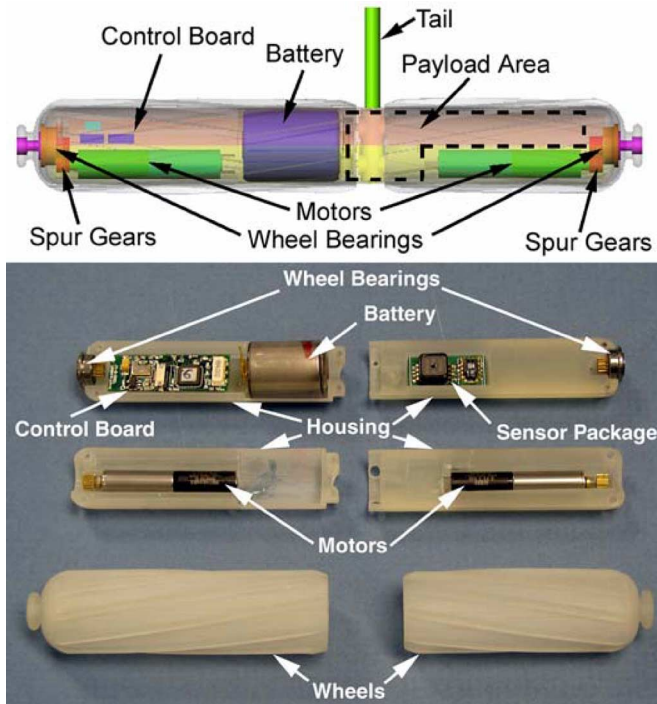 Tail
Control Board
Battery
Payload Area
Motors
Spur Gears
Wheel Bearings
Spur Gears
Wheel Bearings
Battery
Control Board
Housing
Sensor Package
Motors
Wheels